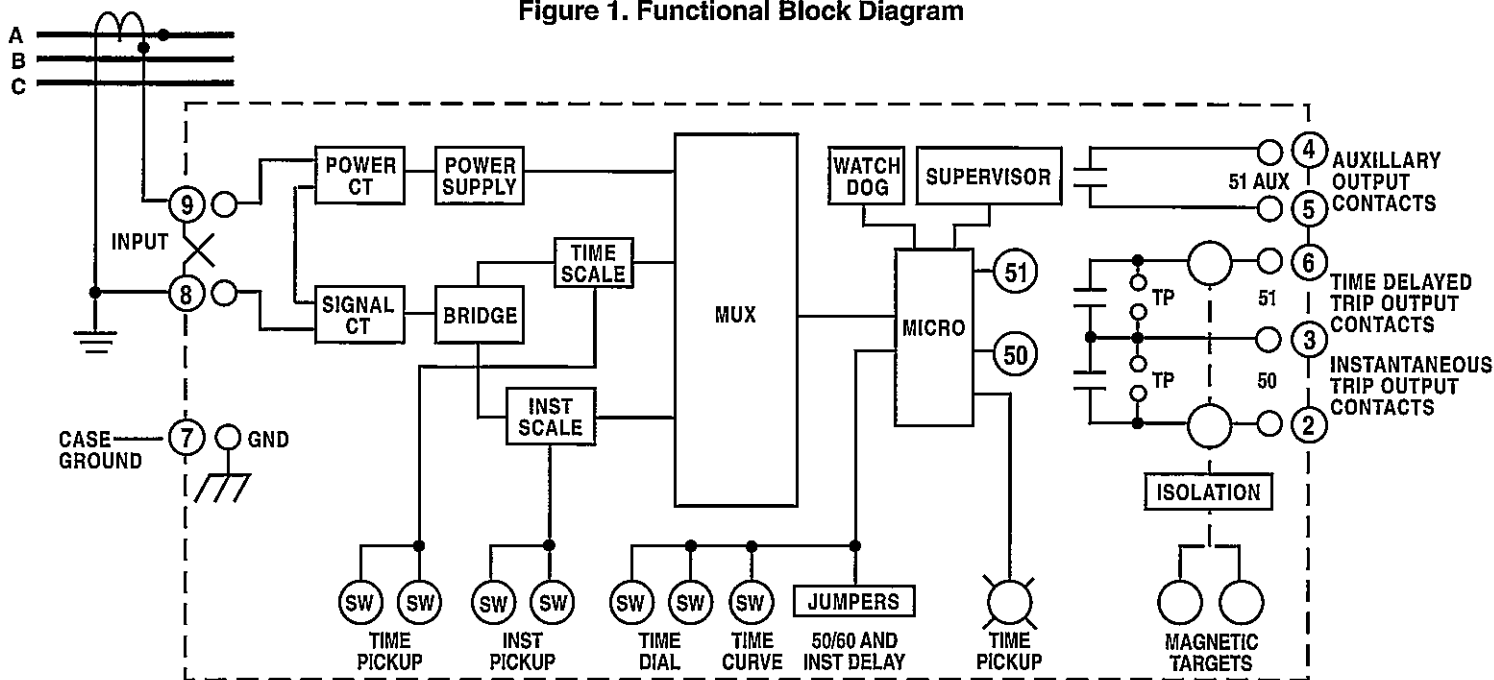 Figure 1. Functional Block Diagram
A
B
C
POWER
CT
POWER
SUPPLY
MUX
WATCH
DOG
SUPERVISOR
4
AUXILLARY
OUTPUT
CONTACTS
51 AUX
5
9
INPUT
8
TIME
SCALE
SIGNAL
CT
BRIDGE
MICRO
51
50
6
TP
51
TIME DELAYED
TRIP OUTPUT
CONTACTS
3
TP
50
INSTANTANEOUS
TRIP OUTPUT
CONTACTS
2
INST
SCALE
CASE
GROUND
7
GND
ISOLATION
SW
SW
SW
SW
SW
SW
SW
JUMPERS
TIME
PICKUP
INST
PICKUP
TIME
DIAL
TIME
CURVE
50/60 AND
INST DELAY
TIME
PICKUP
MAGNETIC
TARGETS